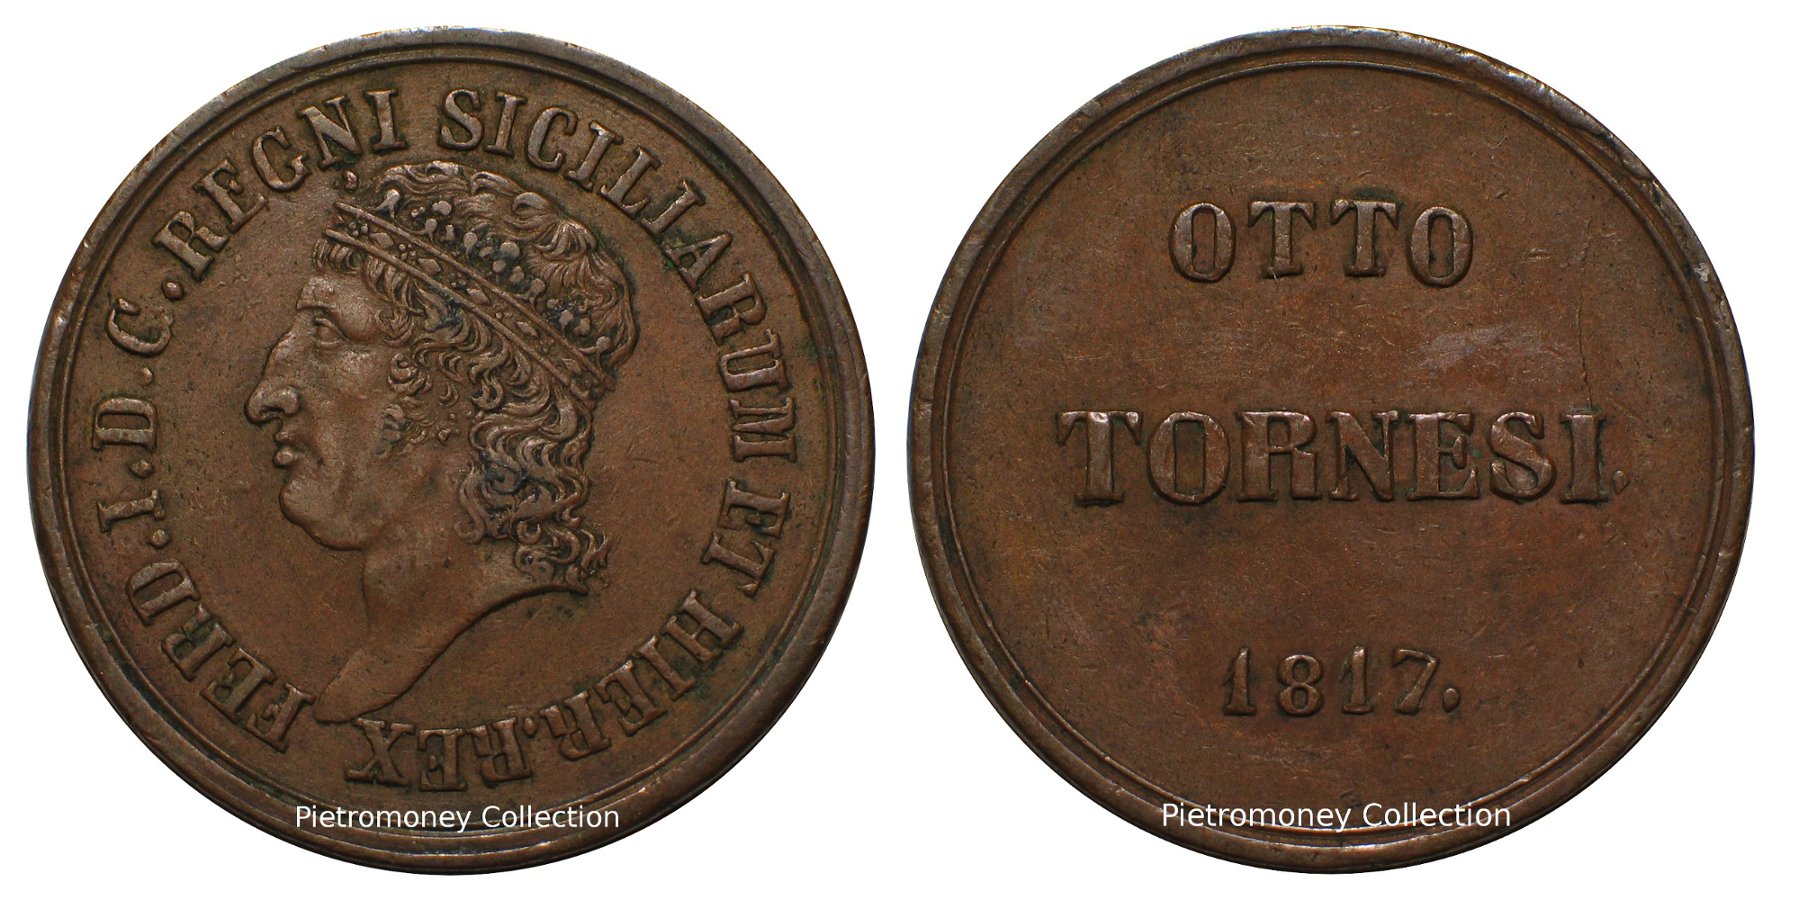 FERD.I.D.G.REGNI SICILIARUM ET HIER.REX
Pietromoney Collection
OTTO
TORNESI.
1817.
Pietromoney Collection